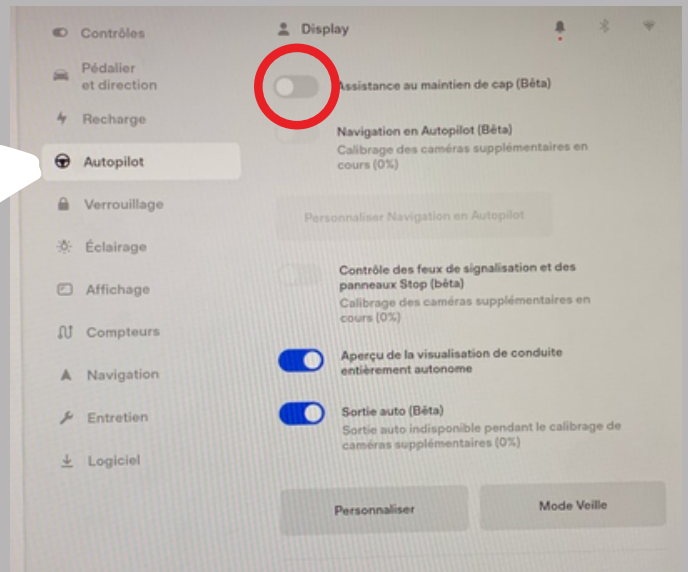 Contrôles
Pédalier
et direction
Recharge
Autopilot
Verrouillage
Éclairage
Affichage
Compteurs
Navigation
Entretien
Logiciel
Display
Assistance au maintien de cap (Bêta)
Navigation en Autopilot (Bêta)
Calibrage des caméras supplémentaires en
cours (0%)
Personnaliser Navigation en Autopilot
Contrôle des feux de signalisation et des
panneaux Stop (bêta)
Calibrage des caméras supplémentaires en
cours (0%)
Aperçu de la visualisation de conduite
entièrement autonome
Sortie auto (Bêta)
Sortie auto indisponible pendant le calibrage de
caméras supplémentaires (0%)
Personnaliser
Mode Veille